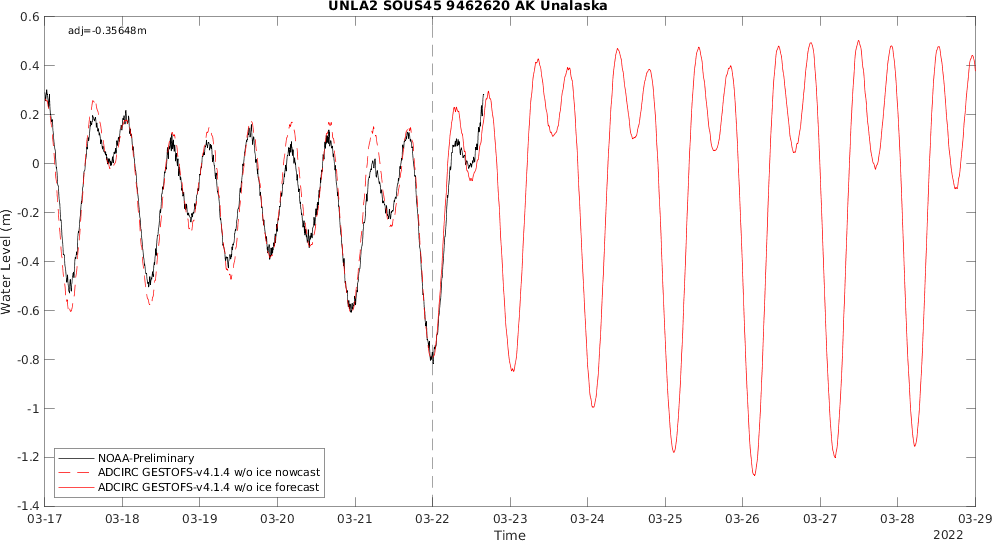 UNLA2 SOUS45 9462620 AK Unalaska
adj=-0.35648m
0.6
0.4
0.2
0
-0.2
-0.4
-0.6
-0.8
-1
-1.2
-1.4
Water Level (m)
NOAA-Preliminary
ADCIRC GESTOFS-v4.1.4 w/o ice nowcast
ADCIRC GESTOFS-v4.1.4 w/o ice forecast
03-17 03-18 03-19 03-20 03-21 03-22 03-23 03-24 03-25 03-26 03-27 03-28 03-29
Time
2022